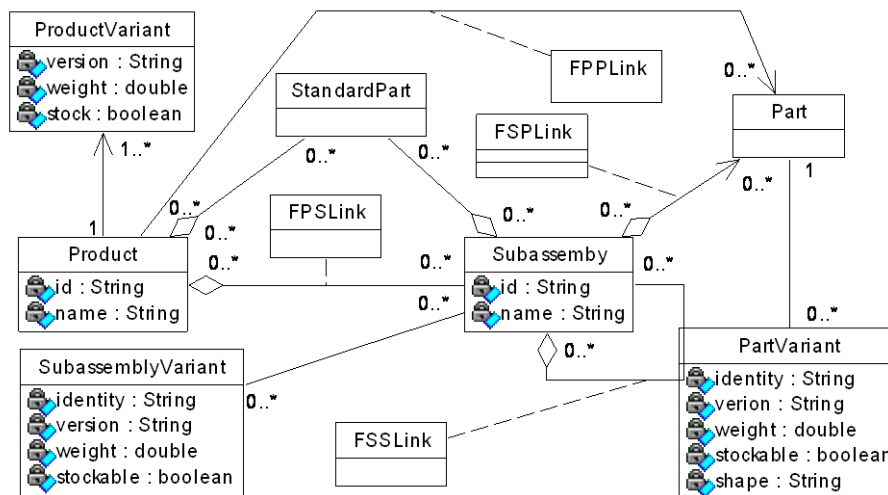 ProductVariant
version : String
weight : double
stock : boolean
1..*
1
StandardPart
0..*
0..*
FPPLink
FSPLink
0..*
Part
0..*
1
0..*
0..*
0..*
FPSLink
0..*
0..*
Product
id : String
name : String
0..*
0..*
0..*
Subassemby
id : String
name : String
0..*
0..*
0..*
SubassemblyVariant
identity : String
version : String
weight : double
stockable : boolean
0..*
FSSLink
PartVariant
identity : String
verion : String
weight : double
stockable : boolean
shape : String